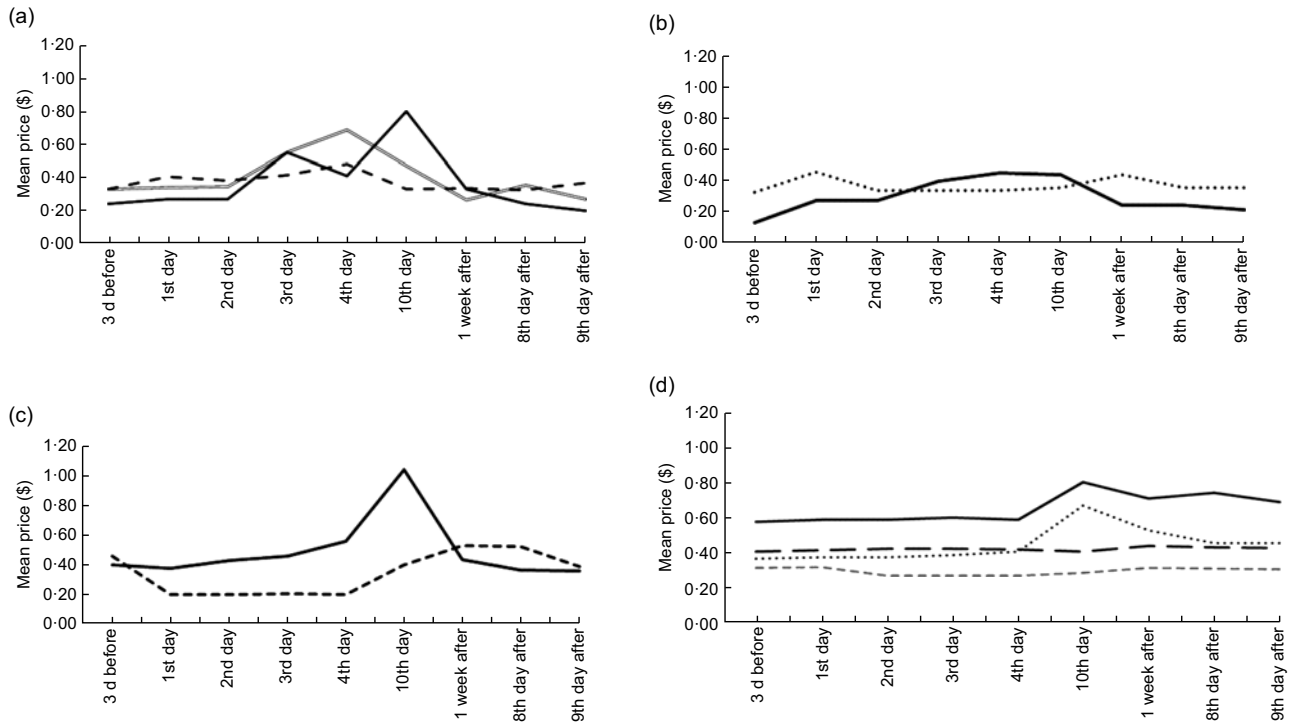 (a)
Mean price ($)
1·20
1·00
0·80
0·60
0·40
0·20
0·00
3 d before
1st day
2nd day
3rd day
4th day
10th day
1 week after
8th day after
9th day after
(b)
Mean price ($)
1·20
1·00
0·80
0·60
0·40
0·20
0·00
3 d before
1st day
2nd day
3rd day
4th day
10th day
1 week after
8th day after
9th day after
(c)
Mean price ($)
1·20
1·00
0·80
0·60
0·40
0·20
0·00
3 d before
1st day
2nd day
3rd day
4th day
10th day
1 week after
8th day after
9th day after
(d)
Mean price ($)
1·20
1·00
0·80
0·60
0·40
0·20
0·00
3 d before
1st day
2nd day
3rd day
4th day
10th day
1 week after
8th day after
9th day after